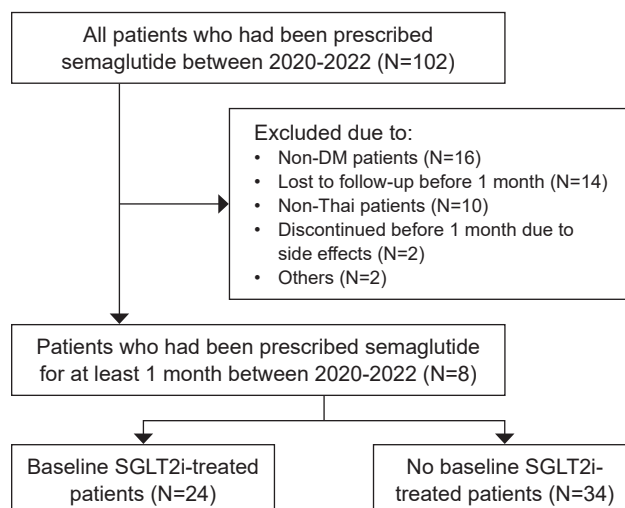 All patients who had been prescribed
semaglutide between 2020-2022 (N=102)
Excluded due to:
• Non-DM patients (N=16)
• Lost to follow-up before 1 month (N=14)
• Non-Thai patients (N=10)
• Discontinued before 1 month due to
side effects (N=2)
• Others (N=2)
Patients who had been prescribed semaglutide
for at least 1 month between 2020-2022 (N=8)
Baseline SGLT2i-treated
patients (N=24)
No baseline SGLT2i-
treated patients (N=34)